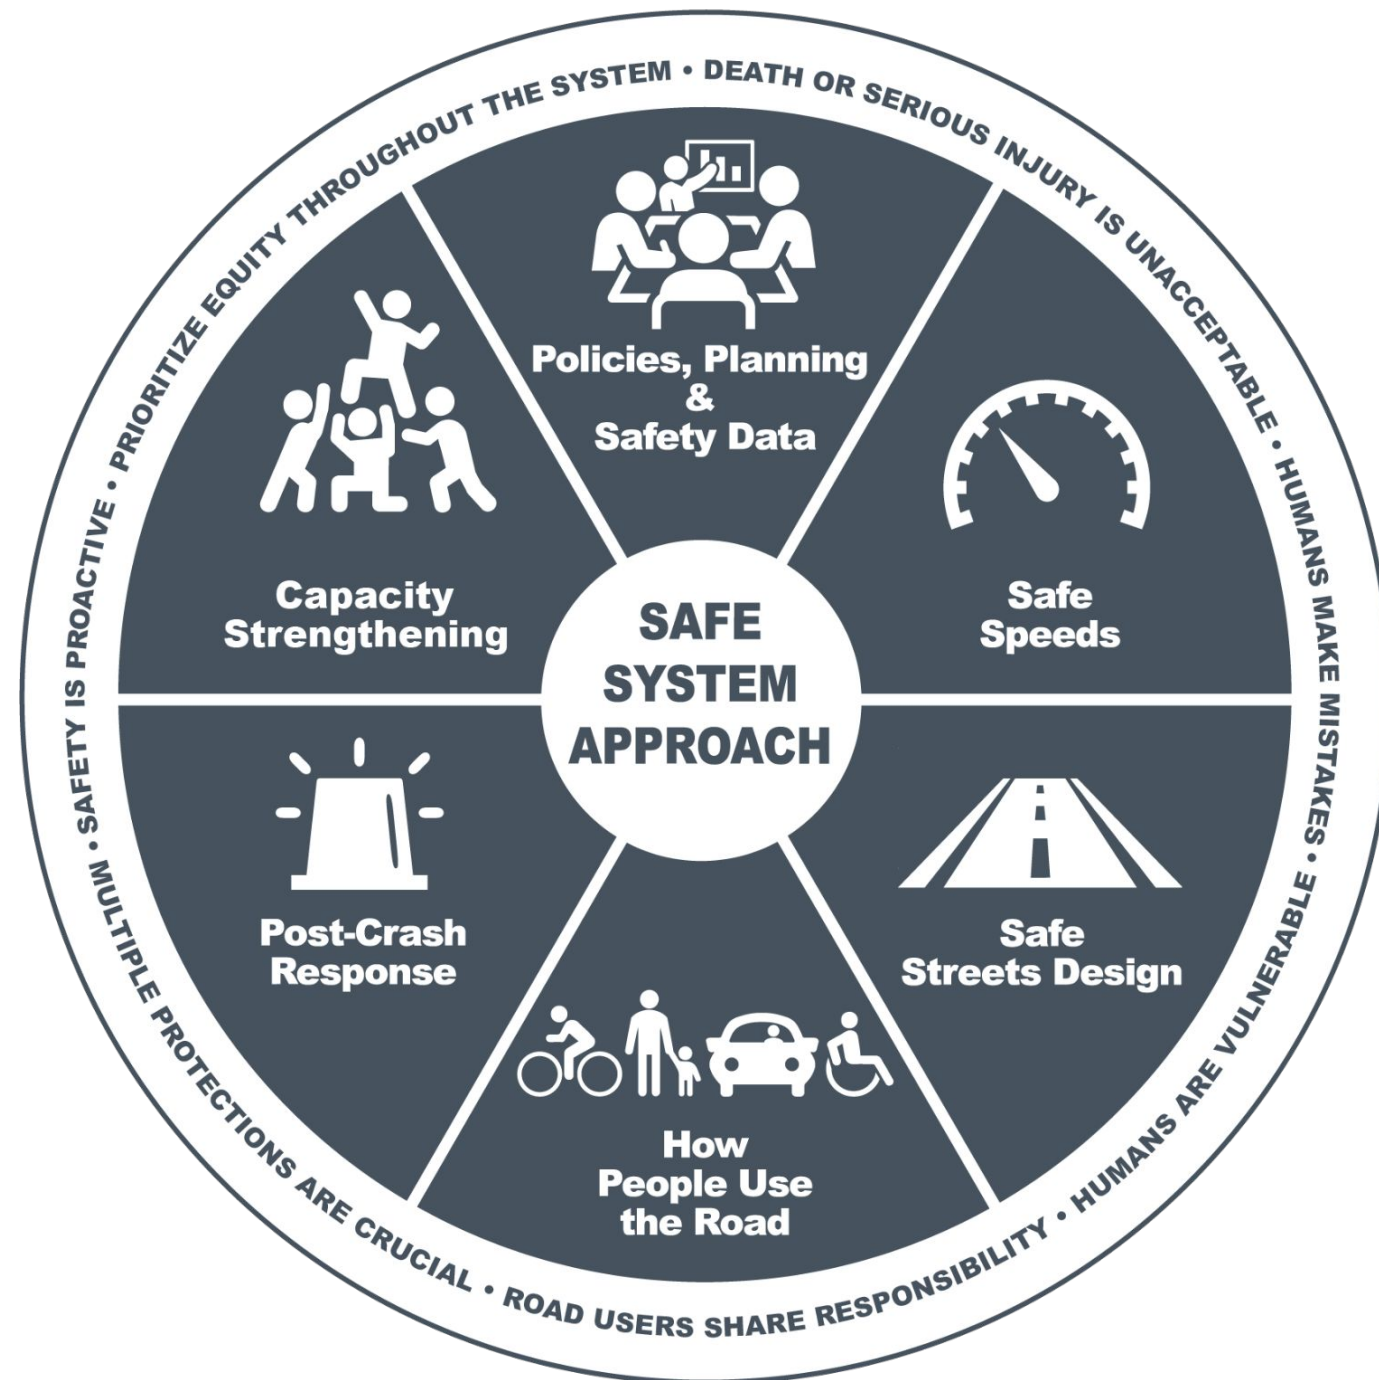 PRIORITIZE EQUITY THROUGHOUT THE SYSTEM • DEATH OR SERIOUS INJURY IS UNACCEPTABLE • HUMANS MAKE MISTAKES • HUMANS ARE VULNERABLE • ROAD USERS SHARE RESPONSIBILITY • MULTIPLE PROTECTIONS ARE CRUCIAL • SAFETY IS PROACTIVE •
Policies, Planning
&
Safety Data
Safe
Speeds
Safe
Streets Design
How
People Use
the Road
Post-Crash
Response
Capacity
Strengthening
SAFE
SYSTEM
APPROACH